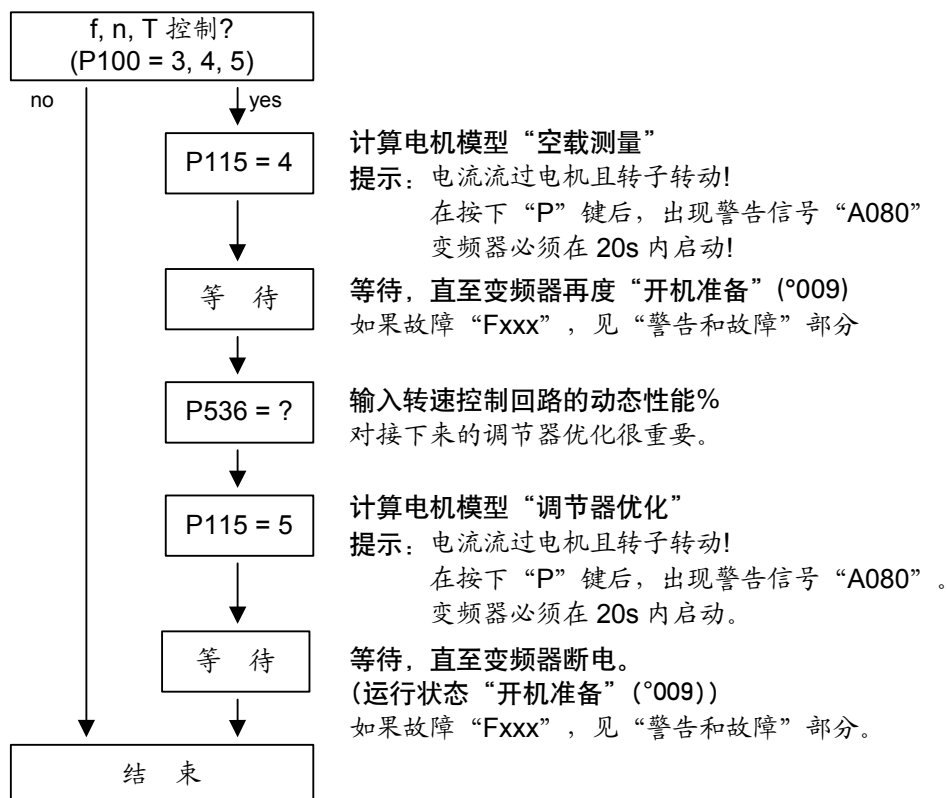 f, n, T 控制?
(P100 = 3, 4, 5)
no
yes
P115 = 4
计算电机模型“空载测量”
提示：电流流过电机且转子转动!
在按下“P”键后，出现警告信号“A080”
变频器必须在 20s 内启动!
等 待
等待，直至变频器再度“开机准备”(°009)
如果故障“Fxxx”，见“警告和故障”部分
P536 = ?
输入转速控制回路的动态性能%
对接下来的调节器优化很重要。
P115 = 5
计算电机模型“调节器优化”
提示：电流流过电机且转子转动!
在按下“P”键后，出现警告信号“A080”。
变频器必须在 20s 内启动。
等 待
等待，直至变频器断电。
(运行状态“开机准备”(°009))
如果故障“Fxxx”，见“警告和故障”部分。
结 束